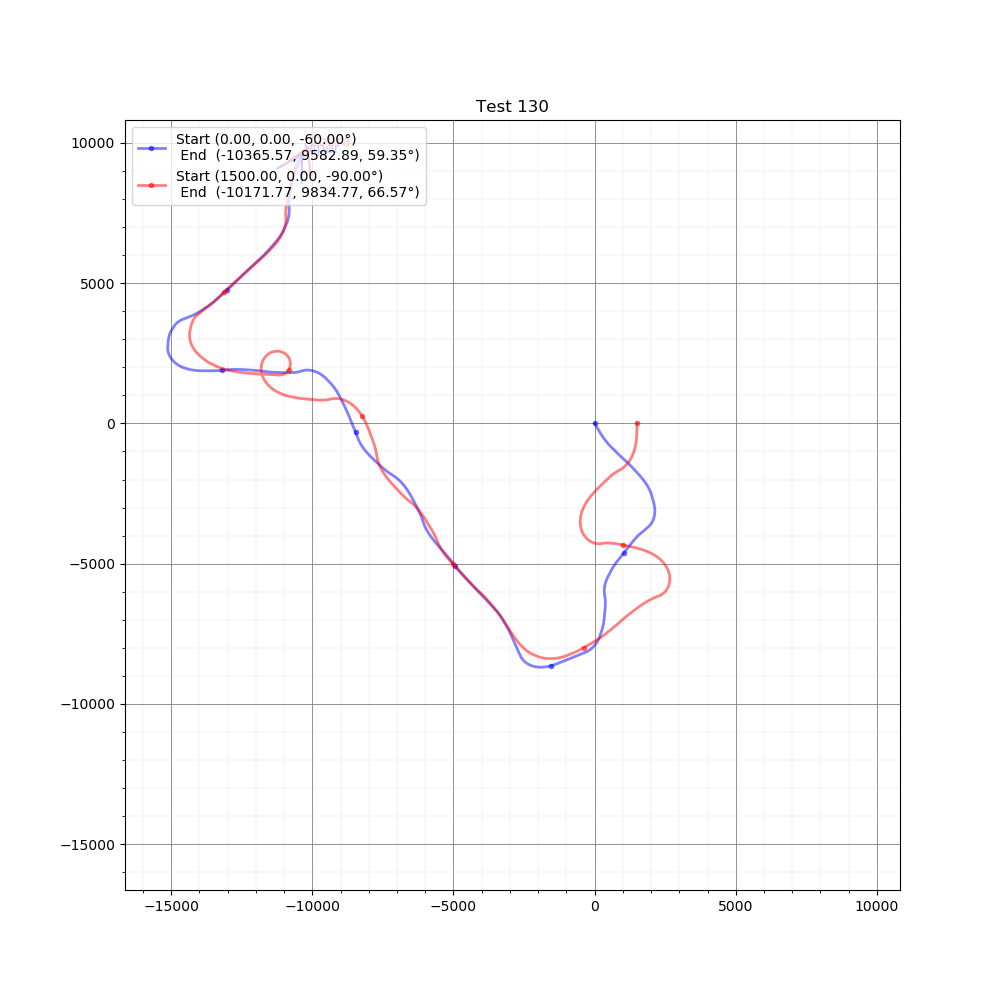 Test 130
Start (0.00, 0.00, -60.00°)
End (-10365.57, 9582.89, 59.35°)
Start (1500.00, 0.00, -90.00°)
End (-10171.77, 9834.77, 66.57°)
10000
5000
0
−5000
−10000
−15000
−15000 −10000 −5000 0 5000 10000